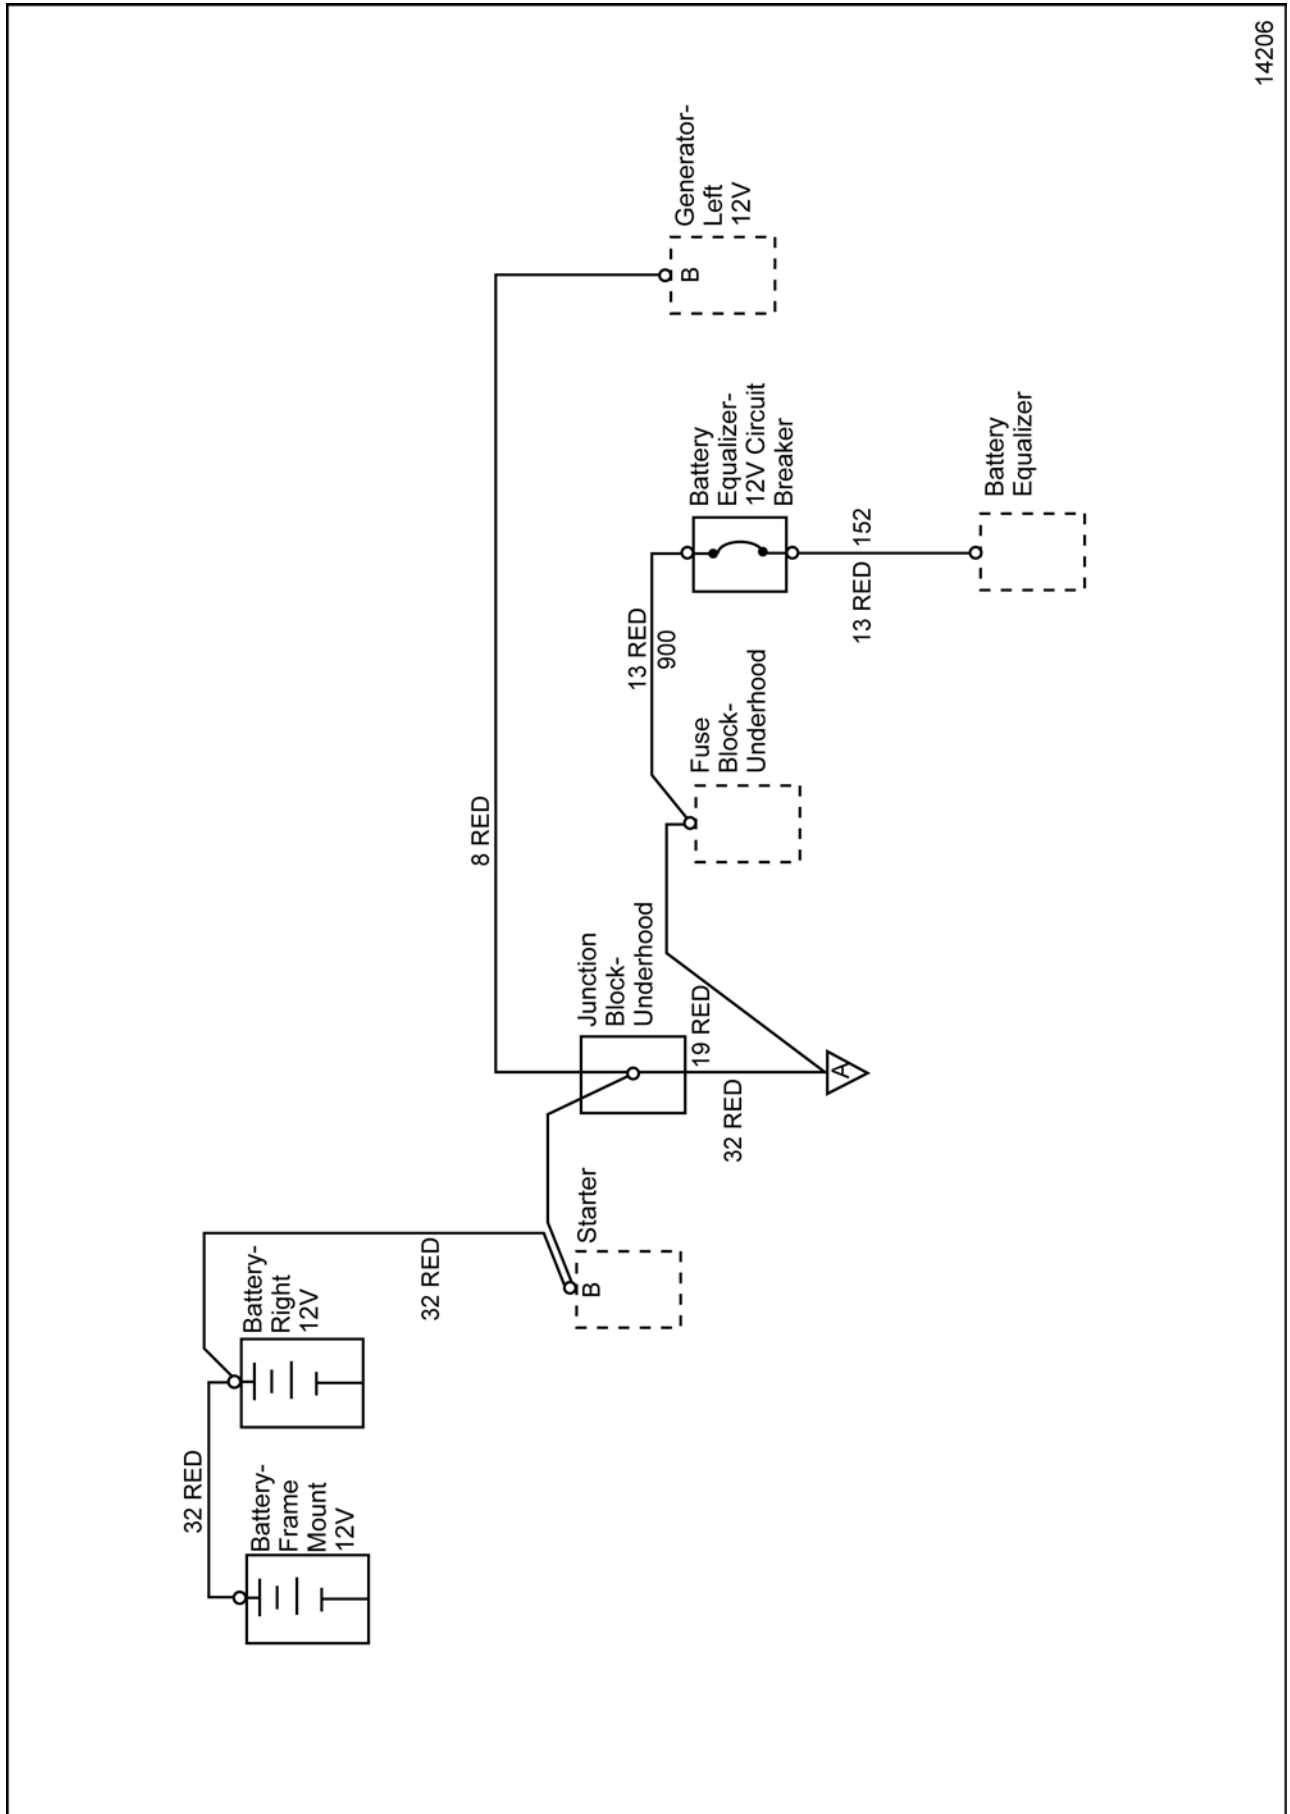 32 RED
Battery-
Frame
Mount
12V
Battery-
Right
12V
32 RED
B
Starter
8 RED
Junction
Block-
Underhood
32 RED
19 RED
A
Fuse
Block-
Underhood
13 RED
900
Battery
Equalizer-
12V Circuit
Breaker
13 RED 152
Battery
Equalizer
B
Generator-
Left
12V
14206